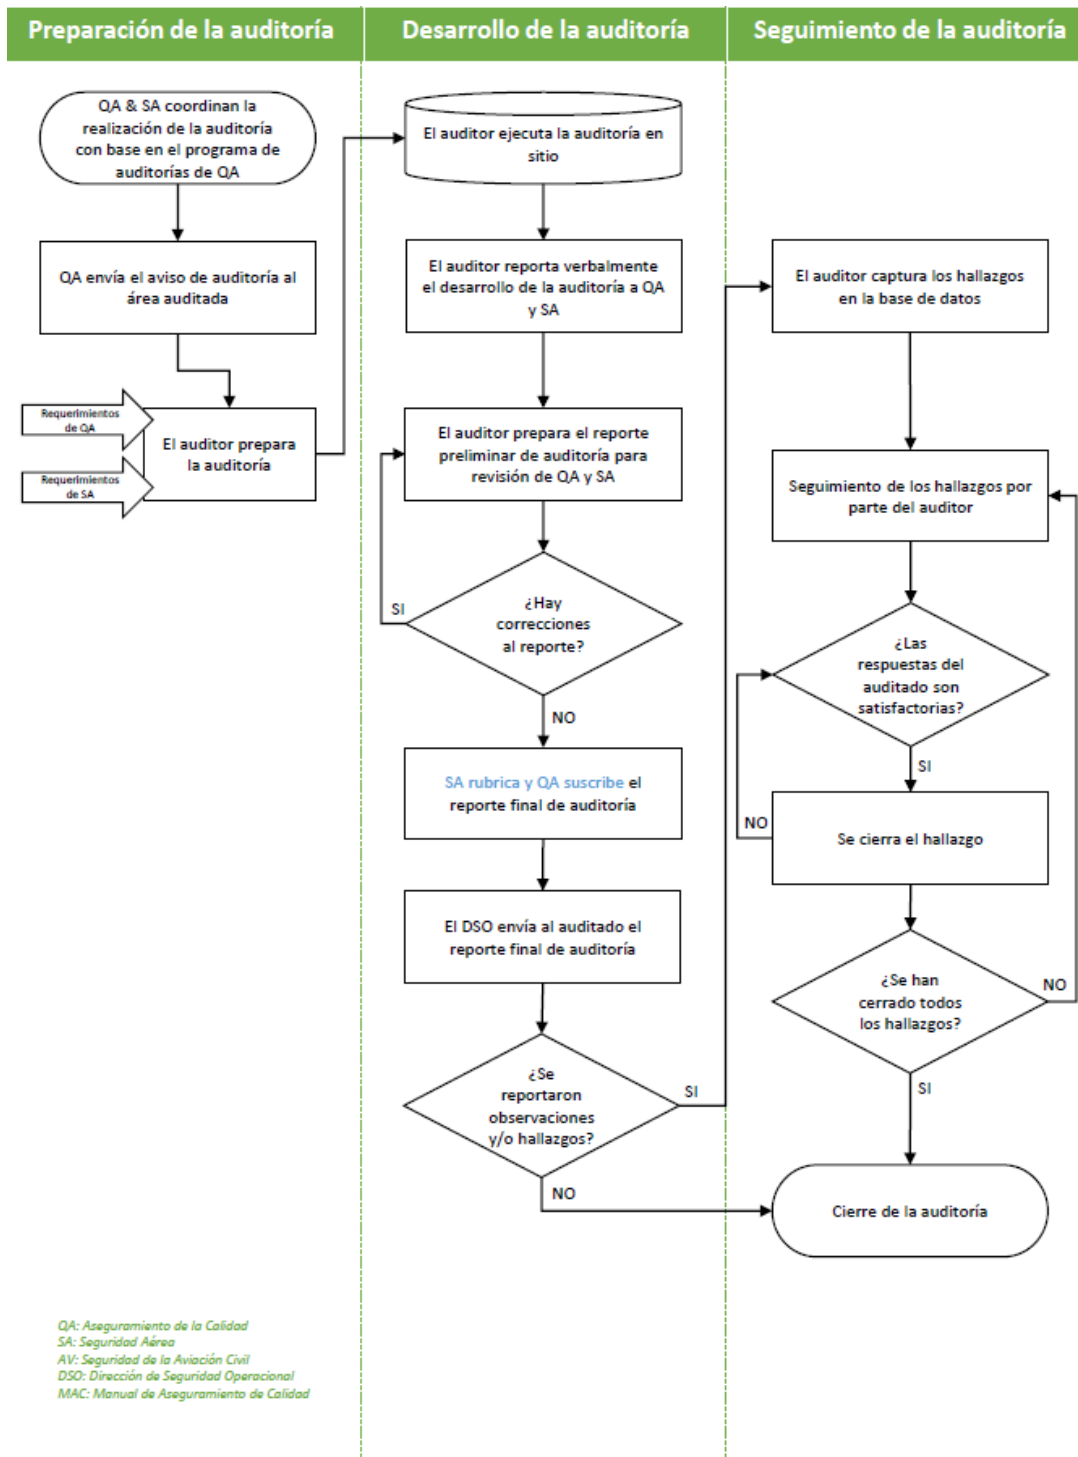 Preparación de la auditoría
Desarrollo de la auditoría
Seguimiento de la auditoría
QA & SA coordinan la
realización de la auditoría
con base en el programa de
auditorías de QA
QA envía el aviso de auditoría al
área auditada
Requerimientos
de QA
Requerimientos
de SA
El auditor prepara
la auditoría
El auditor ejecuta la auditoría en
sitio
El auditor reporta verbalmente
el desarrollo de la auditoría a QA
y SA
El auditor prepara el reporte
preliminar de auditoría para
revisión de QA y SA
¿Hay
correcciones
al reporte?
SI
NO
SA rubrica y QA suscribe el
reporte final de auditoría
El DSO envía al auditado el
reporte final de auditoría
¿Se
reportaron
observaciones
y/o hallazgos?
SI
NO
El auditor captura los hallazgos
en la base de datos
Seguimiento de los hallazgos por
parte del auditor
¿Las
respuestas del
auditado son
satisfactorias?
SI
NO
Se cierra el hallazgo
¿Se han
cerrado todos
los hallazgos?
NO
SI
Cierre de la auditoría
QA: Aseguramiento de la Calidad
SA: Seguridad Aérea
AV: Seguridad de la Aviación Civil
DSO: Dirección de Seguridad Operacional
MAC: Manual de Aseguramiento de Calidad